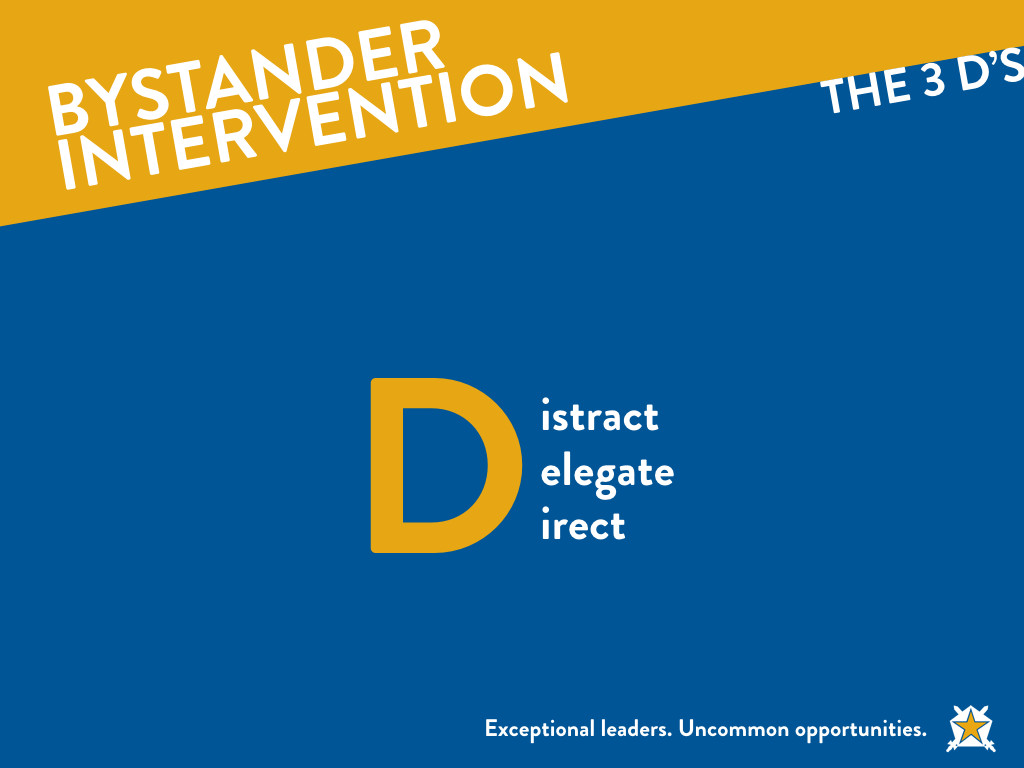 BYSTANDER
INTERVENTION
THE 3 D'S
D
istract
elegate
irect
Exceptional leaders. Uncommon opportunities.